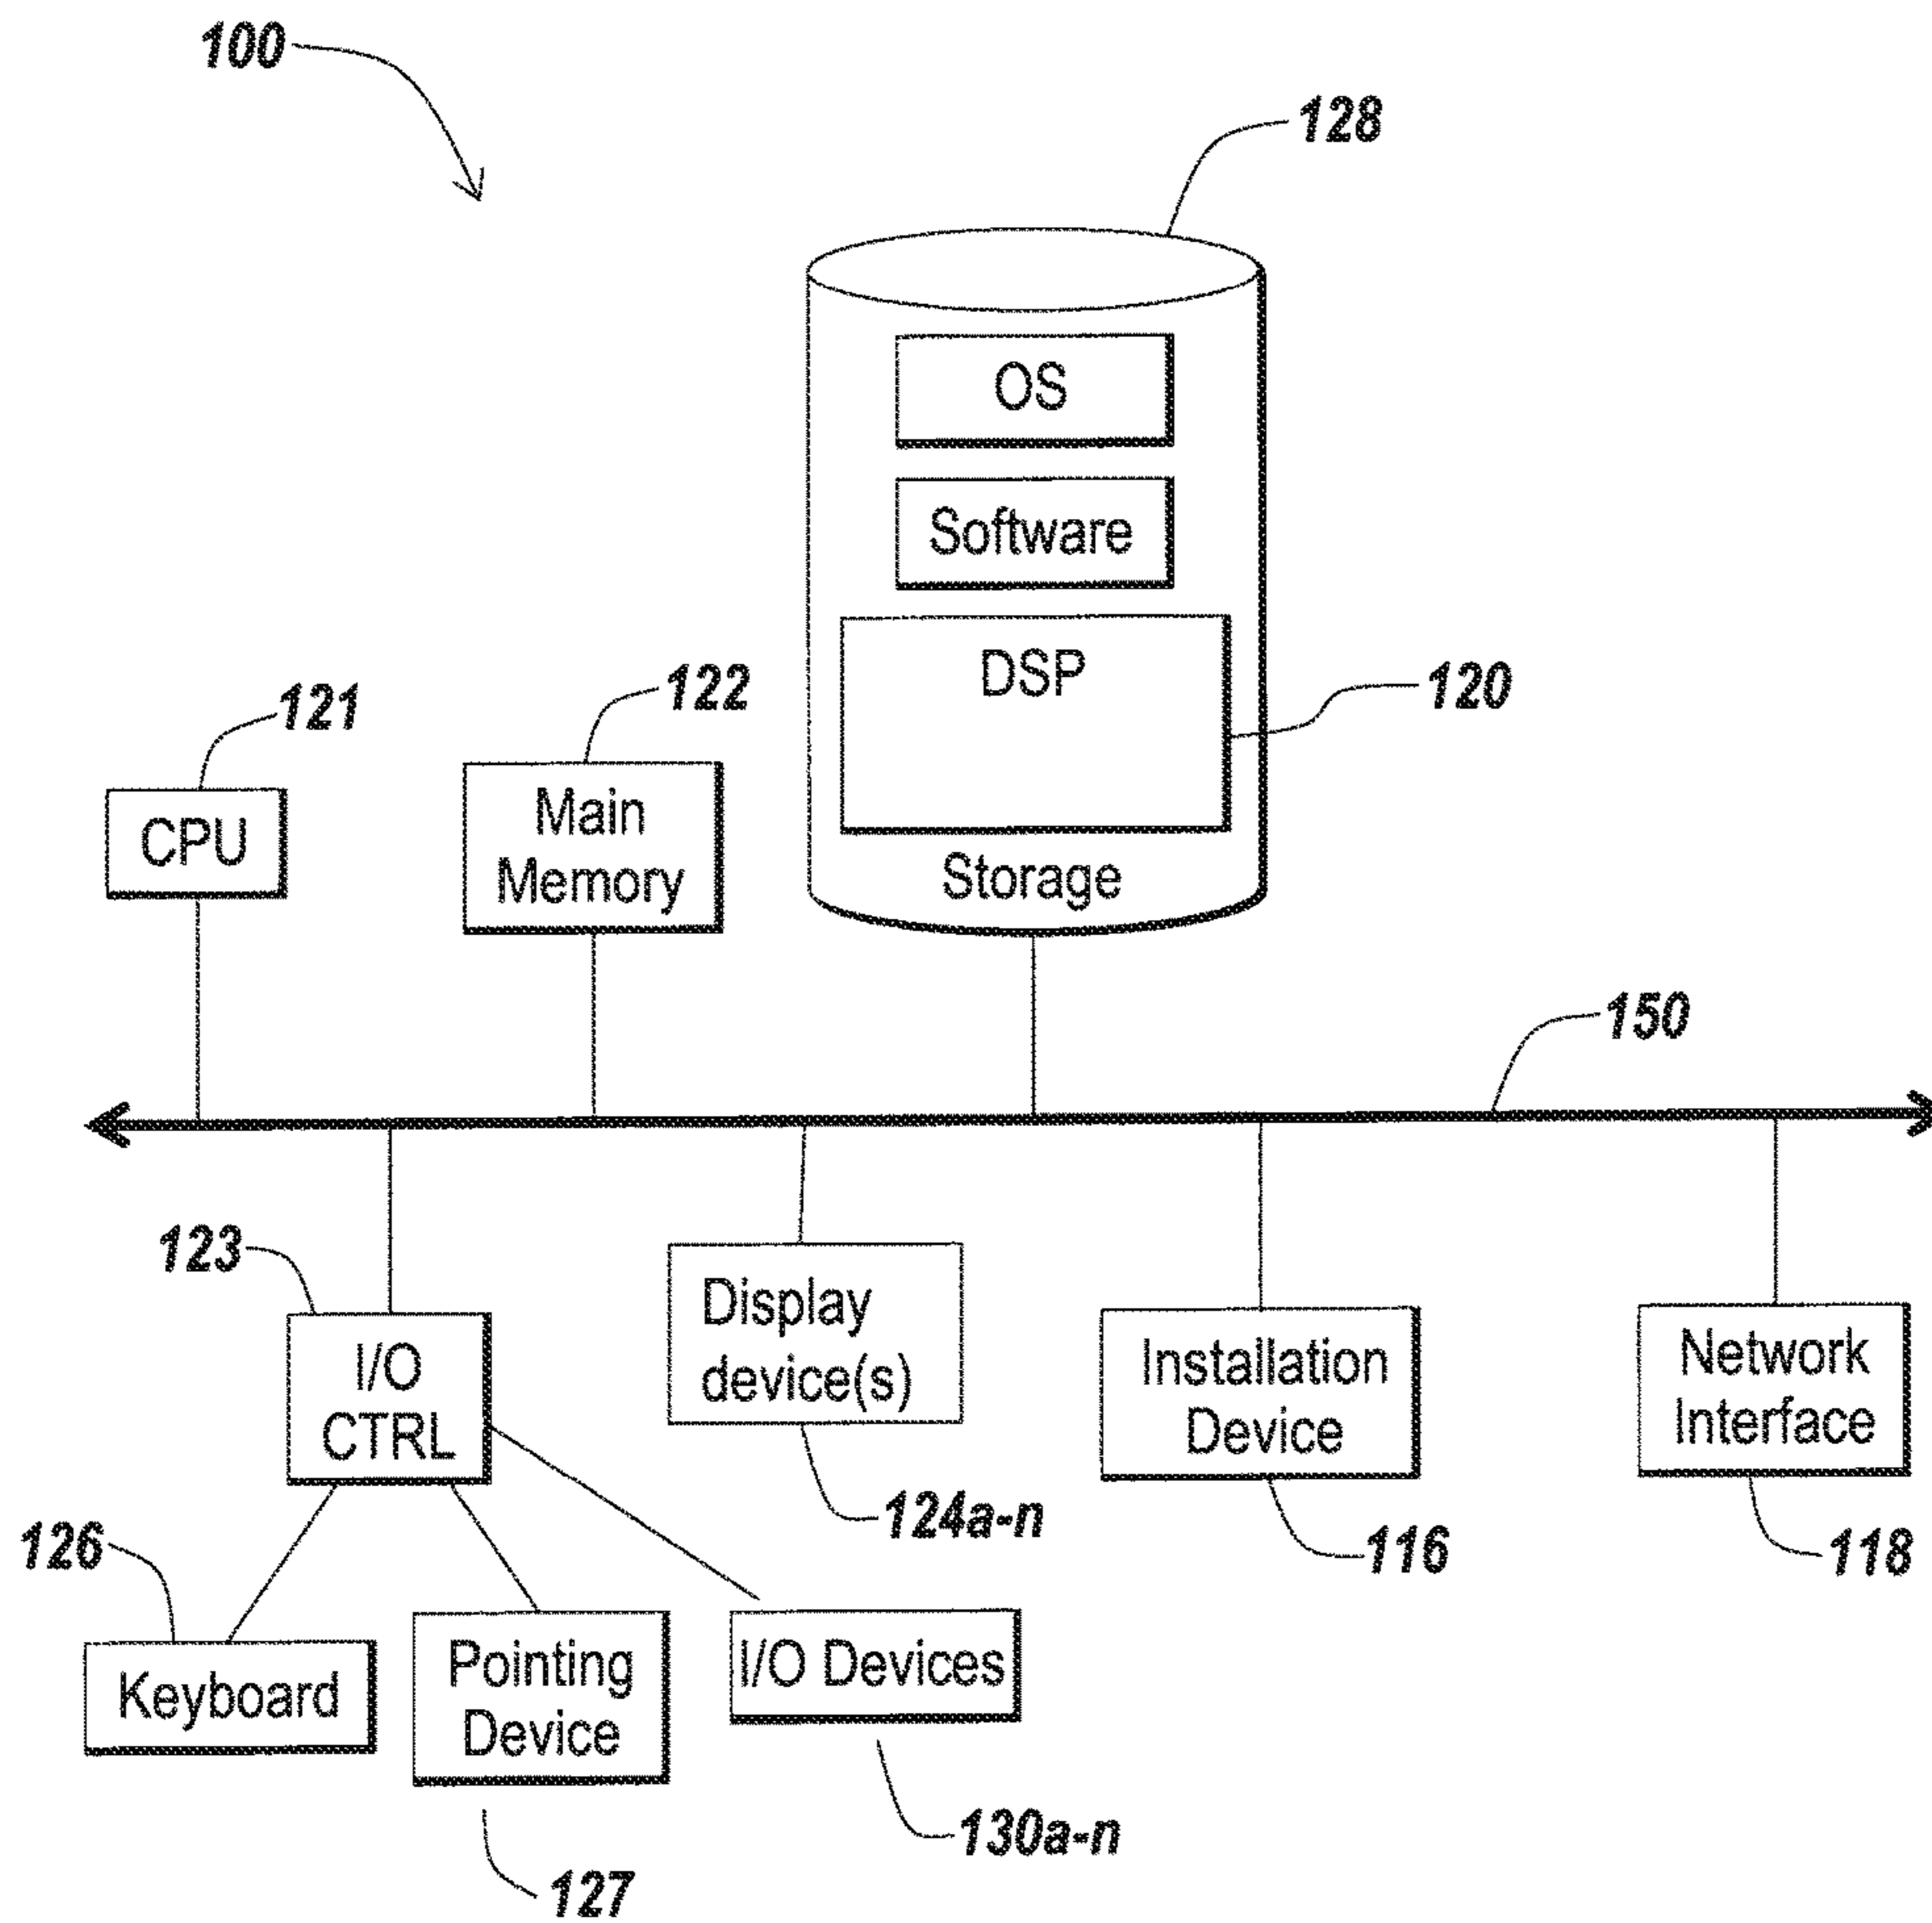 100
128
OS
Software
DSP
120
121
122
CPU
Main
Memory
Storage
150
123
I/O
CTRL
Display
device(s)
Installation
Device
Network
Interface
124a-n
116
118
126
Keyboard
Pointing
Device
I/O Devices
130a-n
127